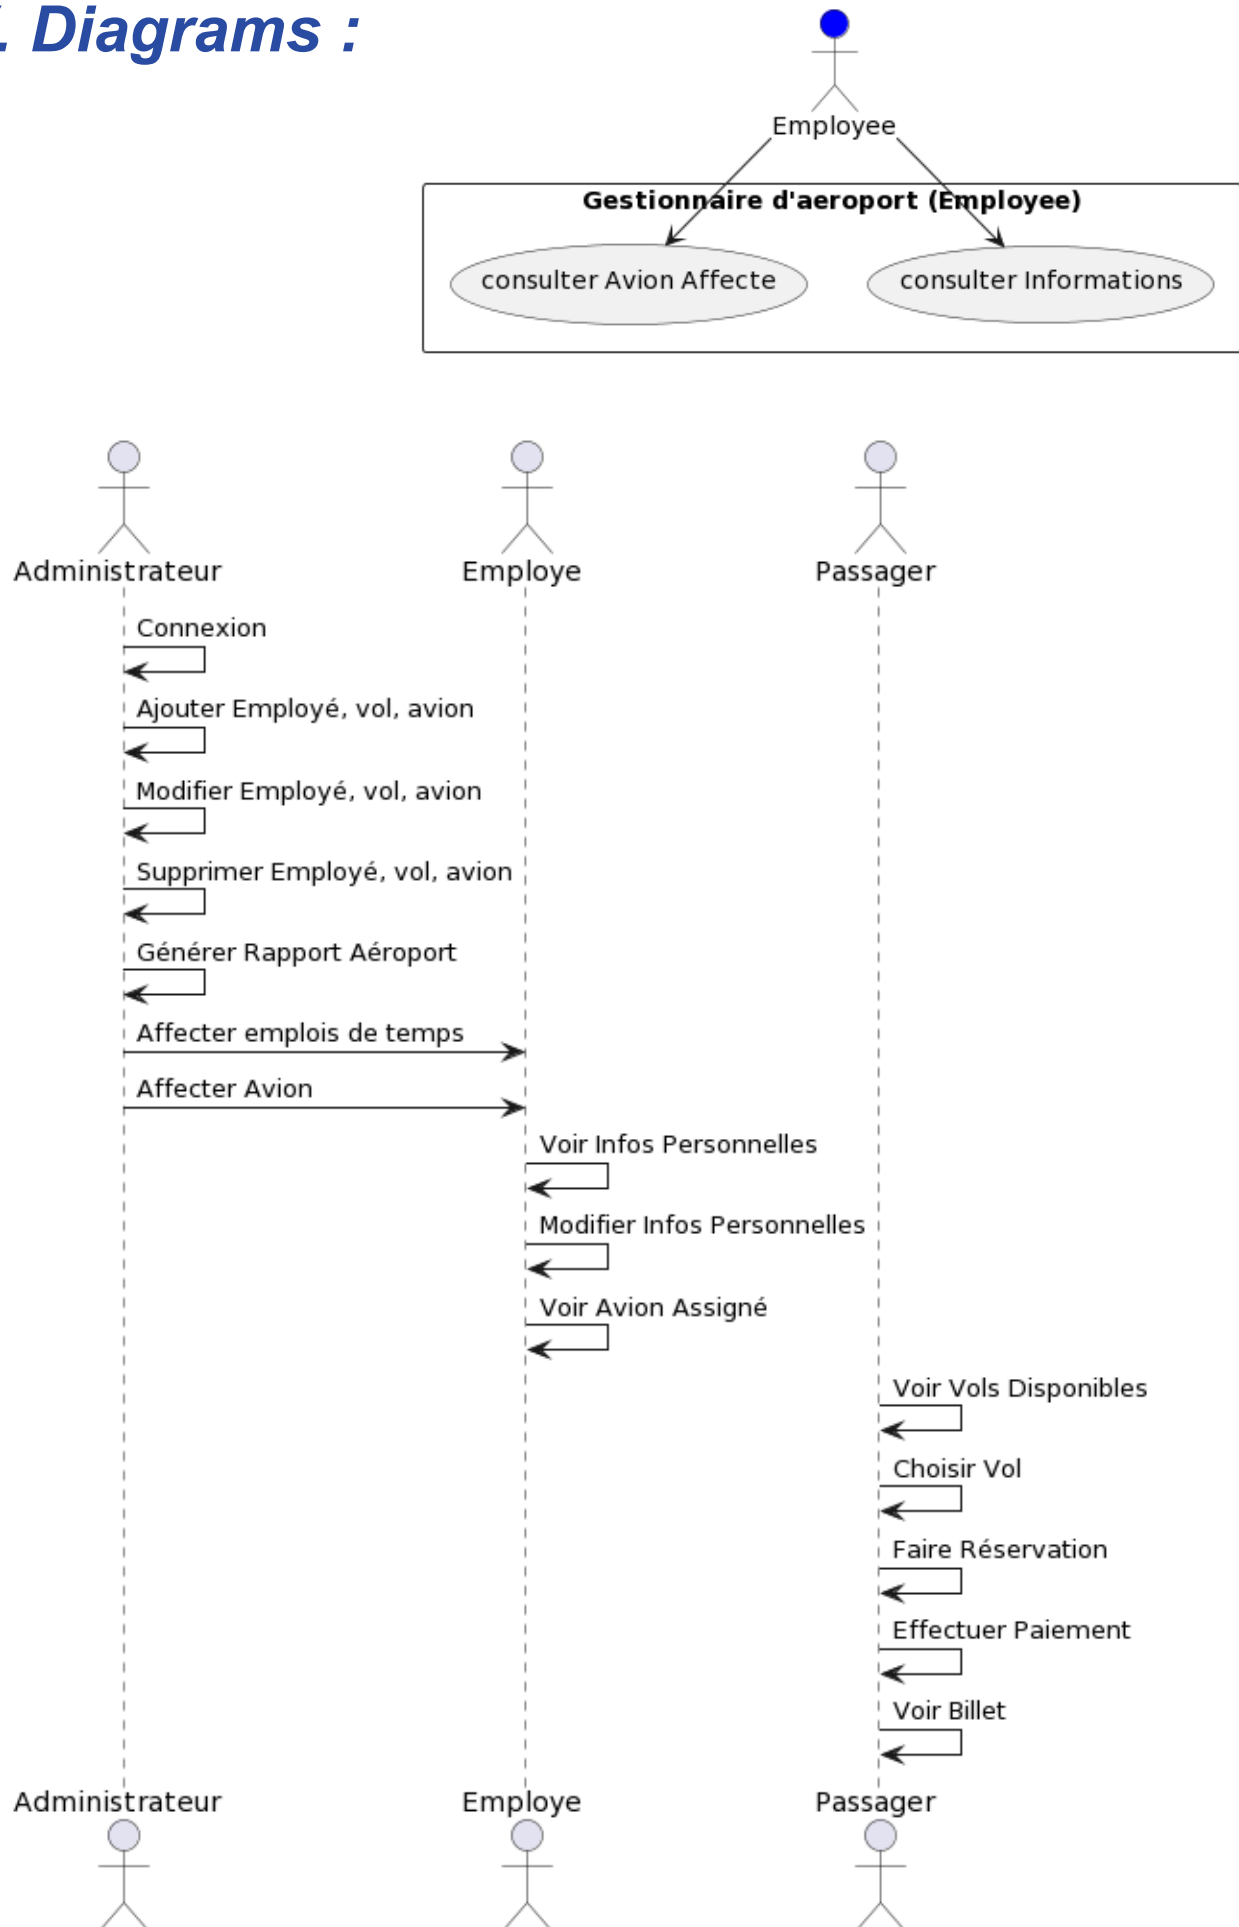 . Diagrams :
Employee
Gestionnaire d'aeroport (Employee)
consulter Avion Affecte
consulter Informations
Administrateur
Employe
Passager
Connexion
Ajouter Employé, vol, avion
Modifier Employé, vol, avion
Supprimer Employé, vol, avion
Générer Rapport Aéroport
Affecter emplois de temps
Affecter Avion
Voir Infos Personnelles
Modifier Infos Personnelles
Voir Avion Assigné
Voir Vols Disponibles
Choisir Vol
Faire Réservation
Effectuer Paiement
Voir Billet
Administrateur
Employe
Passager